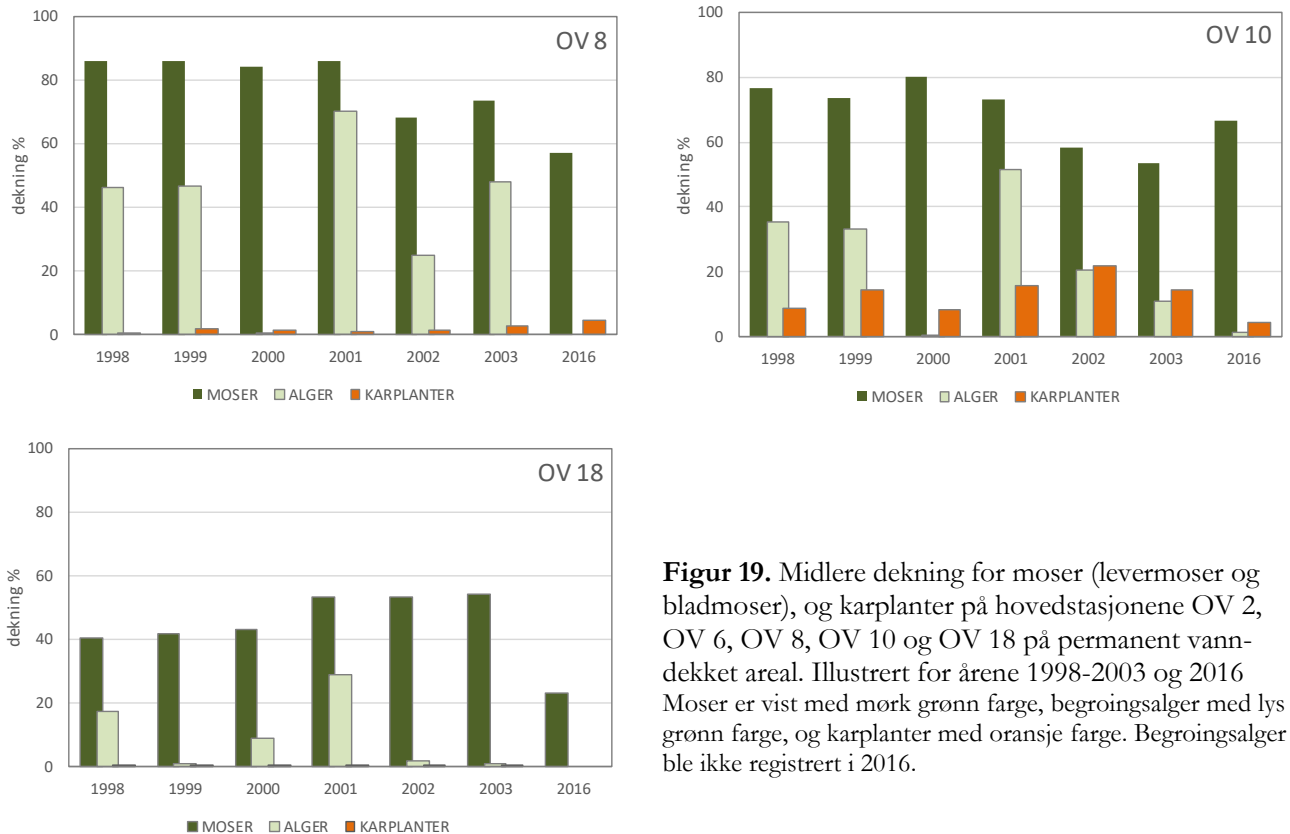 OV 8
100
80
60
40
20
0
dekning %
1998 1999 2000 2001 2002 2003 2016
MOSER ALGER KARPLANTER
OV 10
100
80
60
40
20
0
dekning %
1998 1999 2000 2001 2002 2003 2016
MOSER ALGER KARPLANTER
OV 18
100
80
60
40
20
0
dekning %
1998 1999 2000 2001 2002 2003 2016
MOSER ALGER KARPLANTER
Figur 19. Midlere dekning for moser (levermoser og
bladmoser), og karplanter på hovedstasjonene OV 2,
OV 6, OV 8, OV 10 og OV 18 på permanent vann-
dekket areal. Illustrert for årene 1998-2003 og 2016
Moser er vist med mørk grønn farge, begroingsalger med lys
grønn farge, og karplanter med oransje farge. Begroingsalger
ble ikke registrert i 2016.